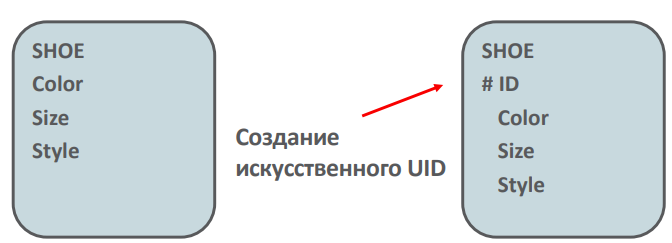 SHOE
Color
Size
Style
Создание
искусственного UID
SHOE
# ID
Color
Size
Style